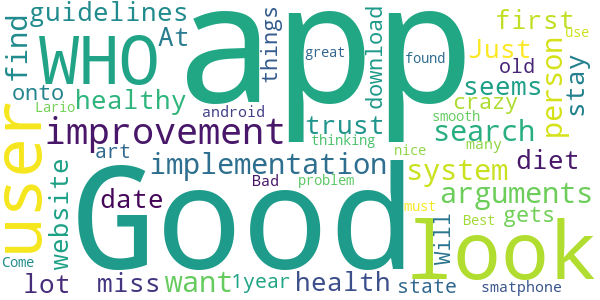 guidelines
At
things
app
first
Just
use
find
WHO
great
found
person
onto
healthy
download
seems
old
stay
Lario
android
crazy
user
improvement
trust
smooth
search
thinking
many
art
implementation
nice
system
diet
website
date
Good
Bad
problem
arguments
must
Will
Best
gets
look
Come
lot
miss
want
1year
health
state
smatphone